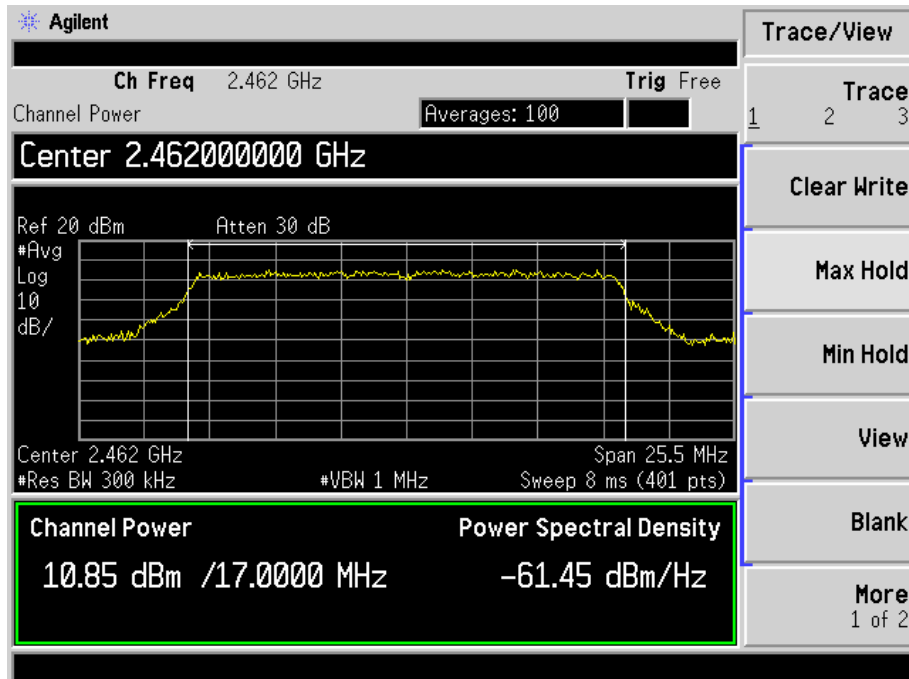 Agilent
Trace/View
Ch Freq 2.462 GHz Trig Free
Channel Power
Averages: 100
Center 2.462000000 GHz
Ref 20 dBm Atten 30 dB
#Avg
Log
10
dB/
Center 2.462 GHz Span 25.5 MHz
#Res BW 300 kHz #VBW 1 MHz Sweep 8 ms (401 pts)
Channel Power Power Spectral Density
10.85 dBm /17.0000 MHz -61.45 dBm/Hz
Trace
1 2 3
Clear Write
Max Hold
Min Hold
View
Blank
More
1 of 2